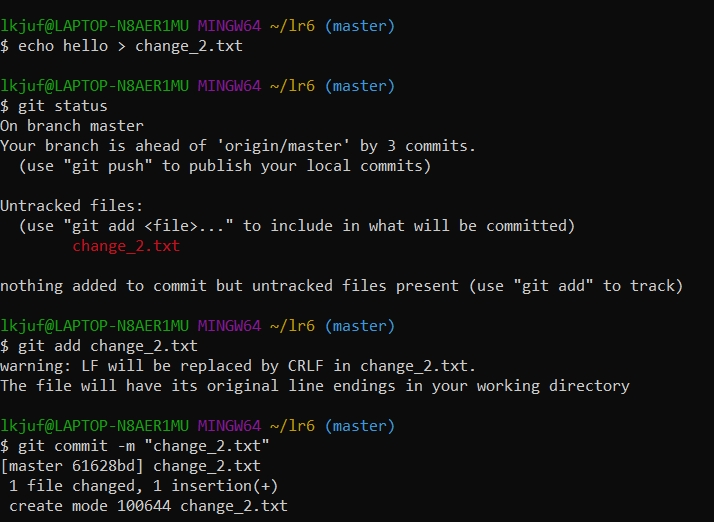 lkjuf@LAPTOP-N8AER1MU MINGW64 ~/lr6 (master)
$ echo hello > change_2.txt
lkjuf@LAPTOP-N8AER1MU MINGW64 ~/lr6 (master)
$ git status
On branch master
Your branch is ahead of 'origin/master' by 3 commits.
  (use "git push" to publish your local commits)
Untracked files:
  (use "git add <file>..." to include in what will be committed)
        change_2.txt
nothing added to commit but untracked files present (use "git add" to track)
lkjuf@LAPTOP-N8AER1MU MINGW64 ~/lr6 (master)
$ git add change_2.txt
warning: LF will be replaced by CRLF in change_2.txt.
The file will have its original line endings in your working directory
lkjuf@LAPTOP-N8AER1MU MINGW64 ~/lr6 (master)
$ git commit -m "change_2.txt"
[master 61628bd] change_2.txt
 1 file changed, 1 insertion(+)
 create mode 100644 change_2.txt